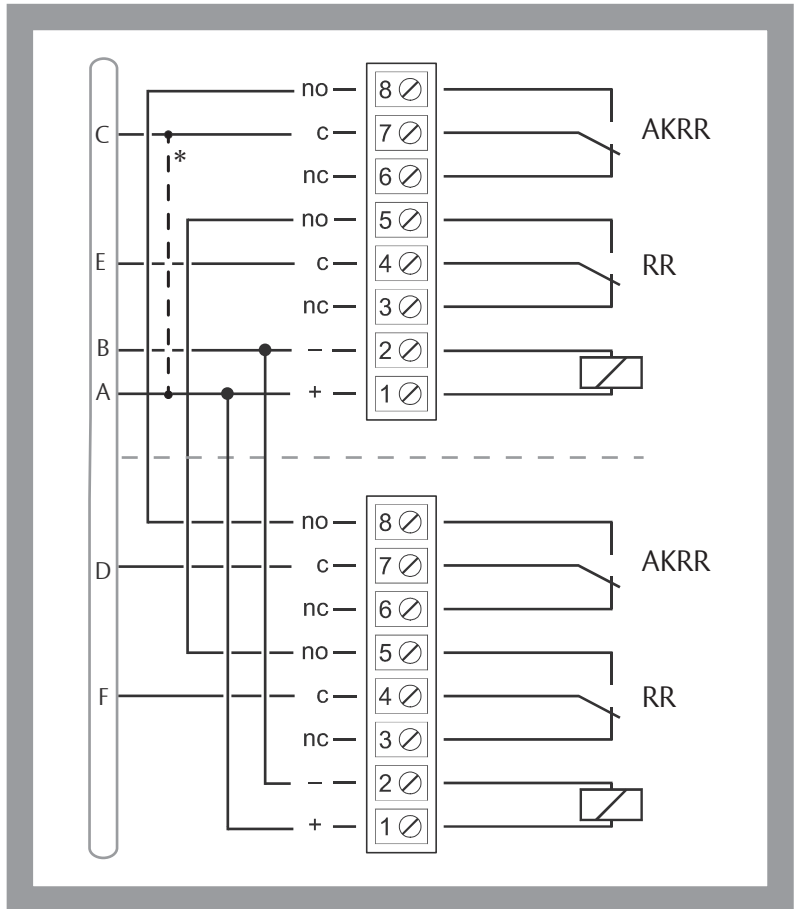 no 8
C c 7 AKRR
*
nc 6
no 5
E c 4 RR
nc 3
B – 2
A + 1
no 8
D c 7 AKRR
nc 6
no 5
F c 4 RR
nc 3
– 2
+ 1